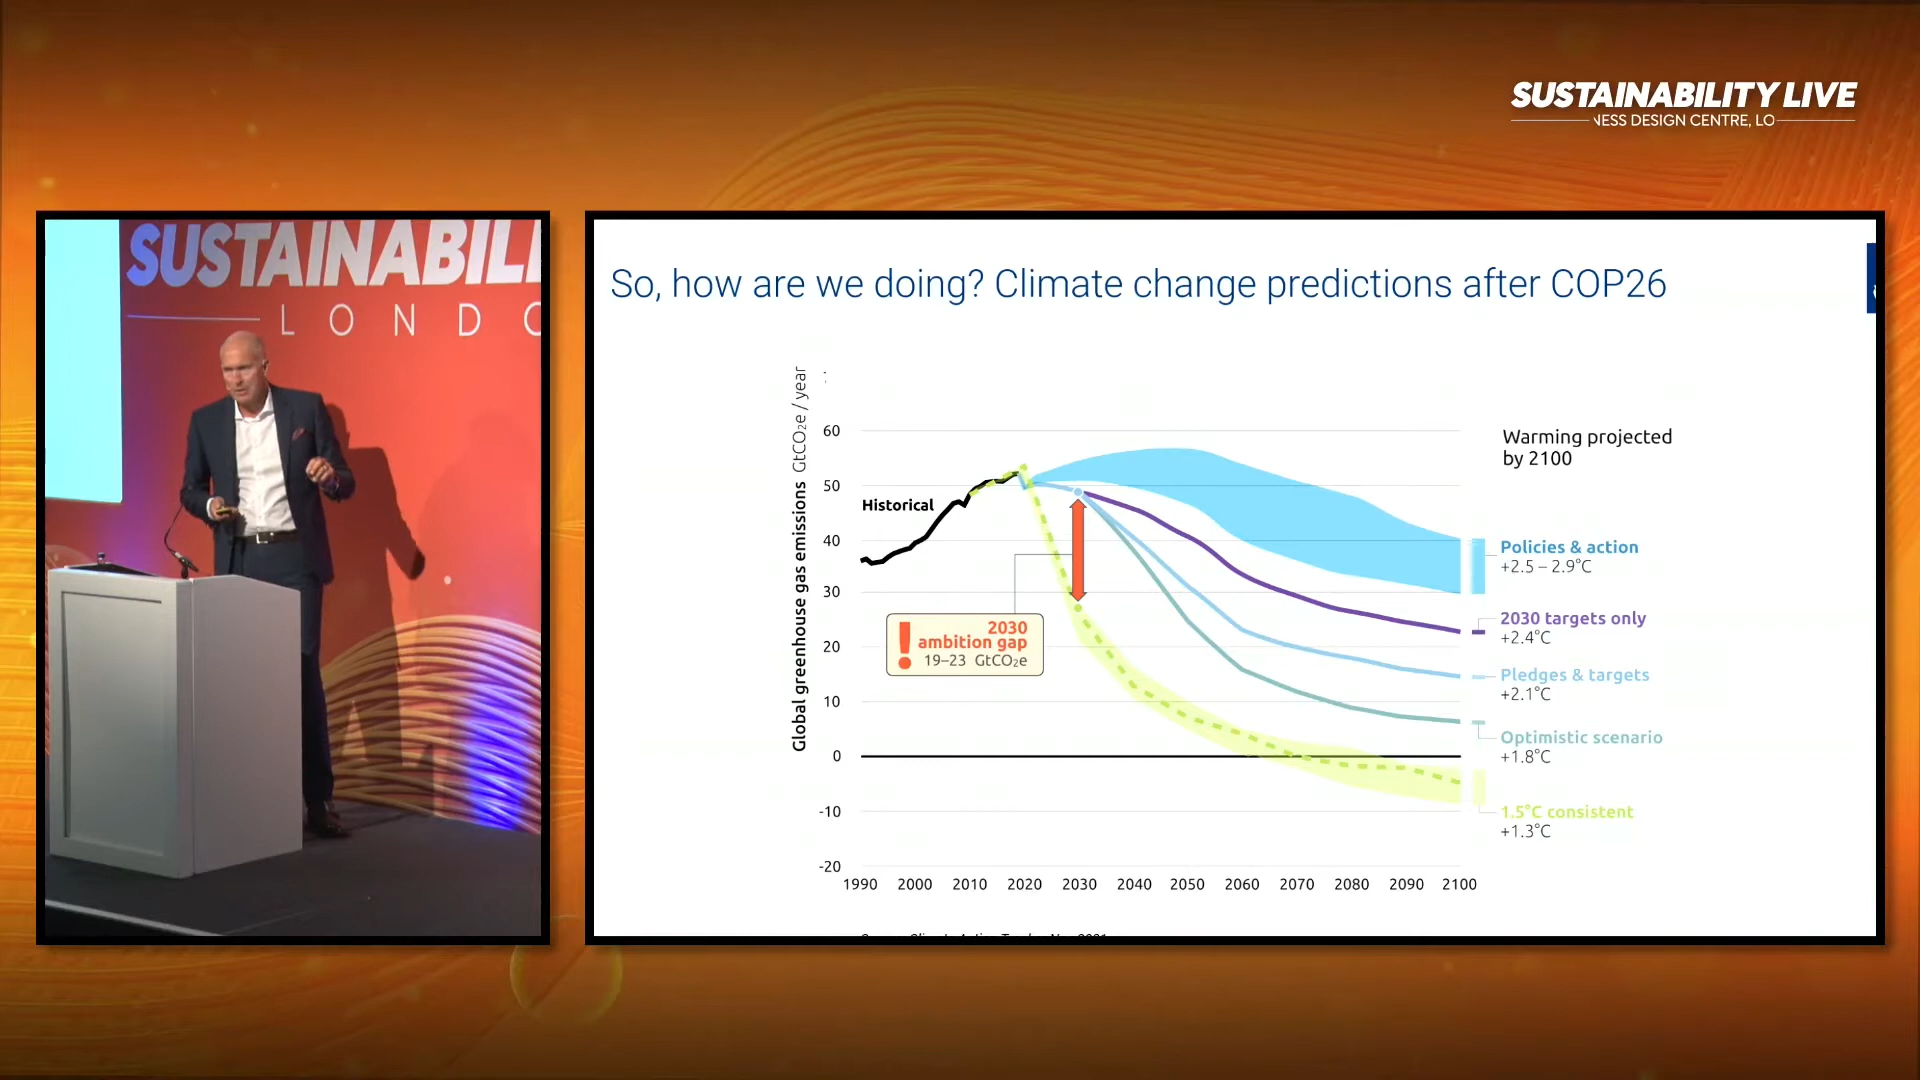 SUSTAINABILITY LIVE
NESS DESIGN CENTRE, LO
SUSTAINABILI
LONDO
So, how are we doing? Climate change predictions after COP26
Global greenhouse gas emissions GtCO₂e / year
60
50
40
30
20
10
0
-10
-20
1990 2000 2010 2020 2030 2040 2050 2060 2070 2080 2090 2100
Historical
2030
ambition gap
19–23 GtCO₂e
Warming projected
by 2100
Policies & action
+2.5 – 2.9°C
2030 targets only
+2.4°C
Pledges & targets
+2.1°C
Optimistic scenario
+1.8°C
1.5°C consistent
+1.3°C